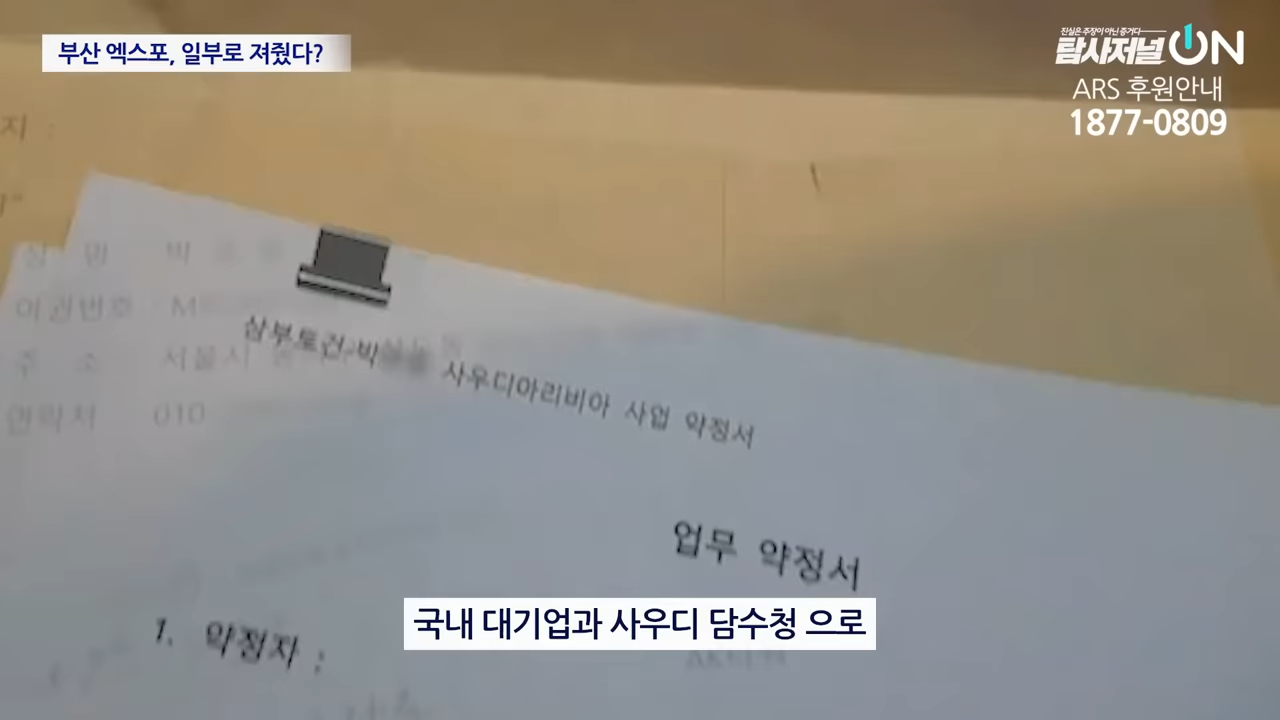 부산 엑스포, 일부로 져줬다?
진실은 주장이 아닌 증거다
탐사저널 ON
ARS 후원안내
1877-0809
지 :
성 명 박
여권번호 M
주 소 서울시
연락처 010
삼부토건-박 사우디아리비아 사업 약정서
업무 약정서
1. 약정자 :
국내 대기업과 사우디 담수청 으로